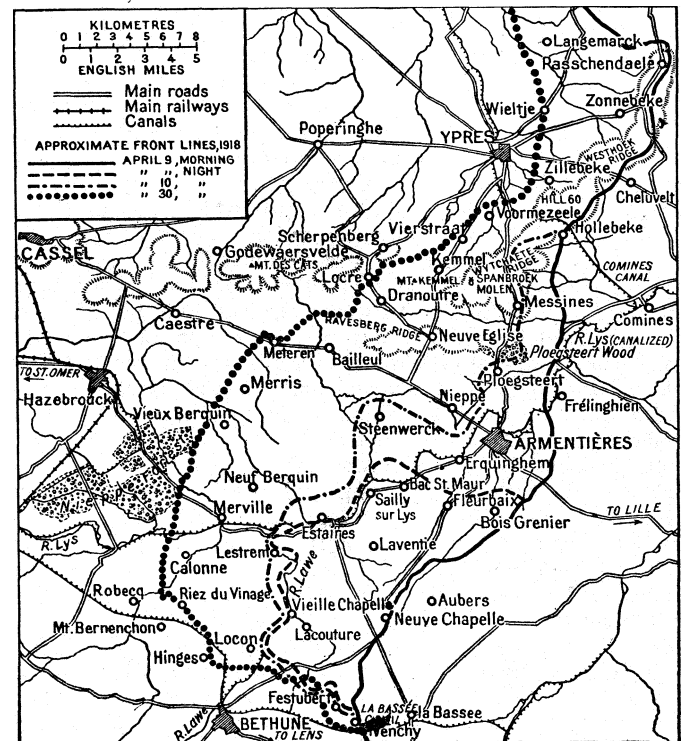 KILOMETRES
0 1 2 3 4 5 6 7 8
0 5
ENGLISH MILES
Main roads
Main railways
Canals
APPROXIMATE FRONT LINES, 1918
APRIL 9, MORNING
" ", NIGHT
" 10, "
" 30, "
Langemarck
Passchendaele
Wieltje
Zonnebeke
Poperinghe
YPRES
WESTHOEK RIDGE
Zillebeke
HILL 60
Cheluvelt
Voormezeele
Hollebeke
Vierstraat
Scherpenberg
CASSEL
Godewaersvelde
MT. DES CATS
Kemmel
WYTCHAETE RIDGE
SPANBROEK MOLEN
MT. KEMMEL
COMINES CANAL
Locre
Dranoutre
Messines
Comines
Caestre
RAVESBERG RIDGE
Neuve Eglise
R. Lys (CANALIZED)
Meteren
Bailleul
Ploegsteert Wood
TO ST. OMER
Ploegsteert
Hazebrouck
Merris
Nieppe
Frélinghien
Vieux Berquin
Steenwerck
ARMENTIÈRES
Erquinghem
Neuf Berquin
Bac St. Maur
Sailly sur Lys
Fleurbaix
TO LILLE
Merville
Estaires
Bois Grenier
R. Lys
Lestrem
Laventie
Calonne
R. Lawe
Robecq
Riez du Vinage
Vieille Chapelle
Aubers
Mt. Bernenchon
Lacouture
Neuve Chapelle
Locon
Hinges
Festubert
LA BASSEE CANAL
la Bassee
R. Lawe
BETHUNE
Givenchy
TO LENS